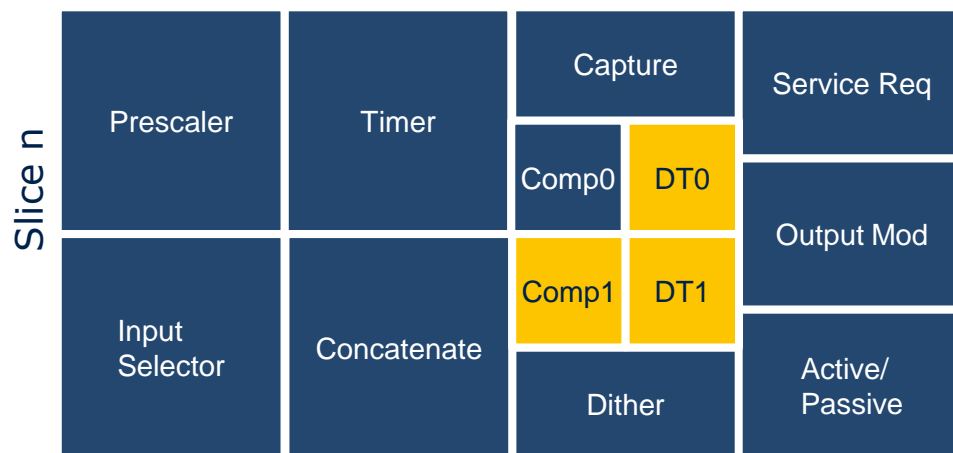 Slice n
Prescaler
Timer
Capture
Service Req
Comp0
DT0
Output Mod
Comp1
DT1
Input
Selector
Concatenate
Dither
Active/
Passive